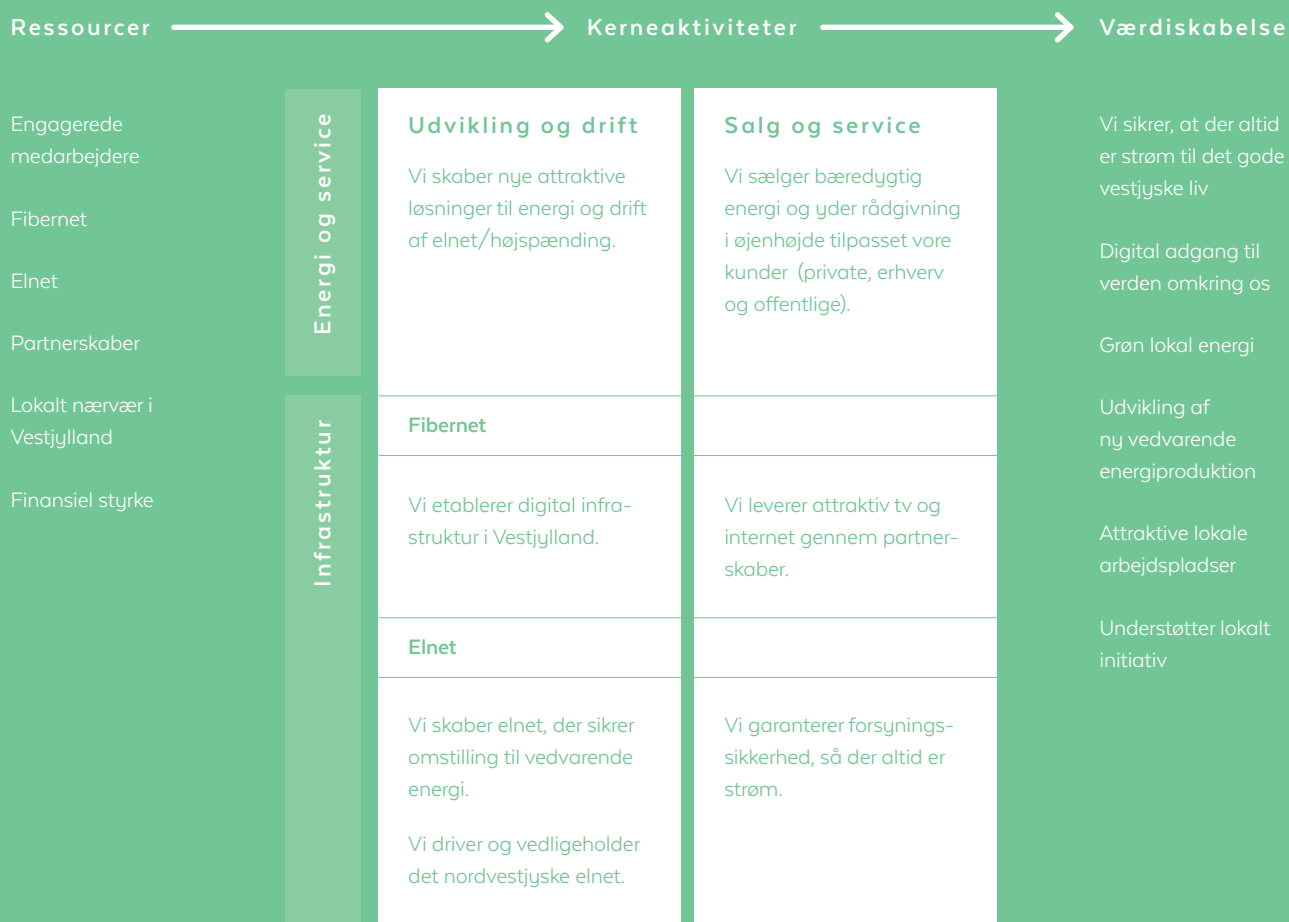 Ressourcer
Kerneaktiviteter
Værdiskabelse
Engagerede
medarbejdere
Fibernet
Elnet
Partnerskaber
Lokalt nærvær i
Vestjylland
Finansiel styrke
Energi og service
Udvikling og drift
Vi skaber nye attraktive
løsninger til energi og drift
af elnet/højspænding.
Salg og service
Vi sælger bæredygtig
energi og yder rådgivning
i øjenhøjde tilpasset vore
kunder (private, erhverv
og offentlige).
Infrastruktur
Fibernet
Vi etablerer digital infra-
struktur i Vestjylland.
Vi leverer attraktiv tv og
internet gennem partner-
skaber.
Elnet
Vi skaber elnet, der sikrer
omstilling til vedvarende
energi.
Vi driver og vedligeholder
det nordvestjyske elnet.
Vi garanterer forsynings-
sikkerhed, så der altid er
strøm.
Vi sikrer, at der altid
er strøm til det gode
vestjyske liv
Digital adgang til
verden omkring os
Grøn lokal energi
Udvikling af
ny vedvarende
energiproduktion
Attraktive lokale
arbejdspladser
Understøtter lokalt
initiativ